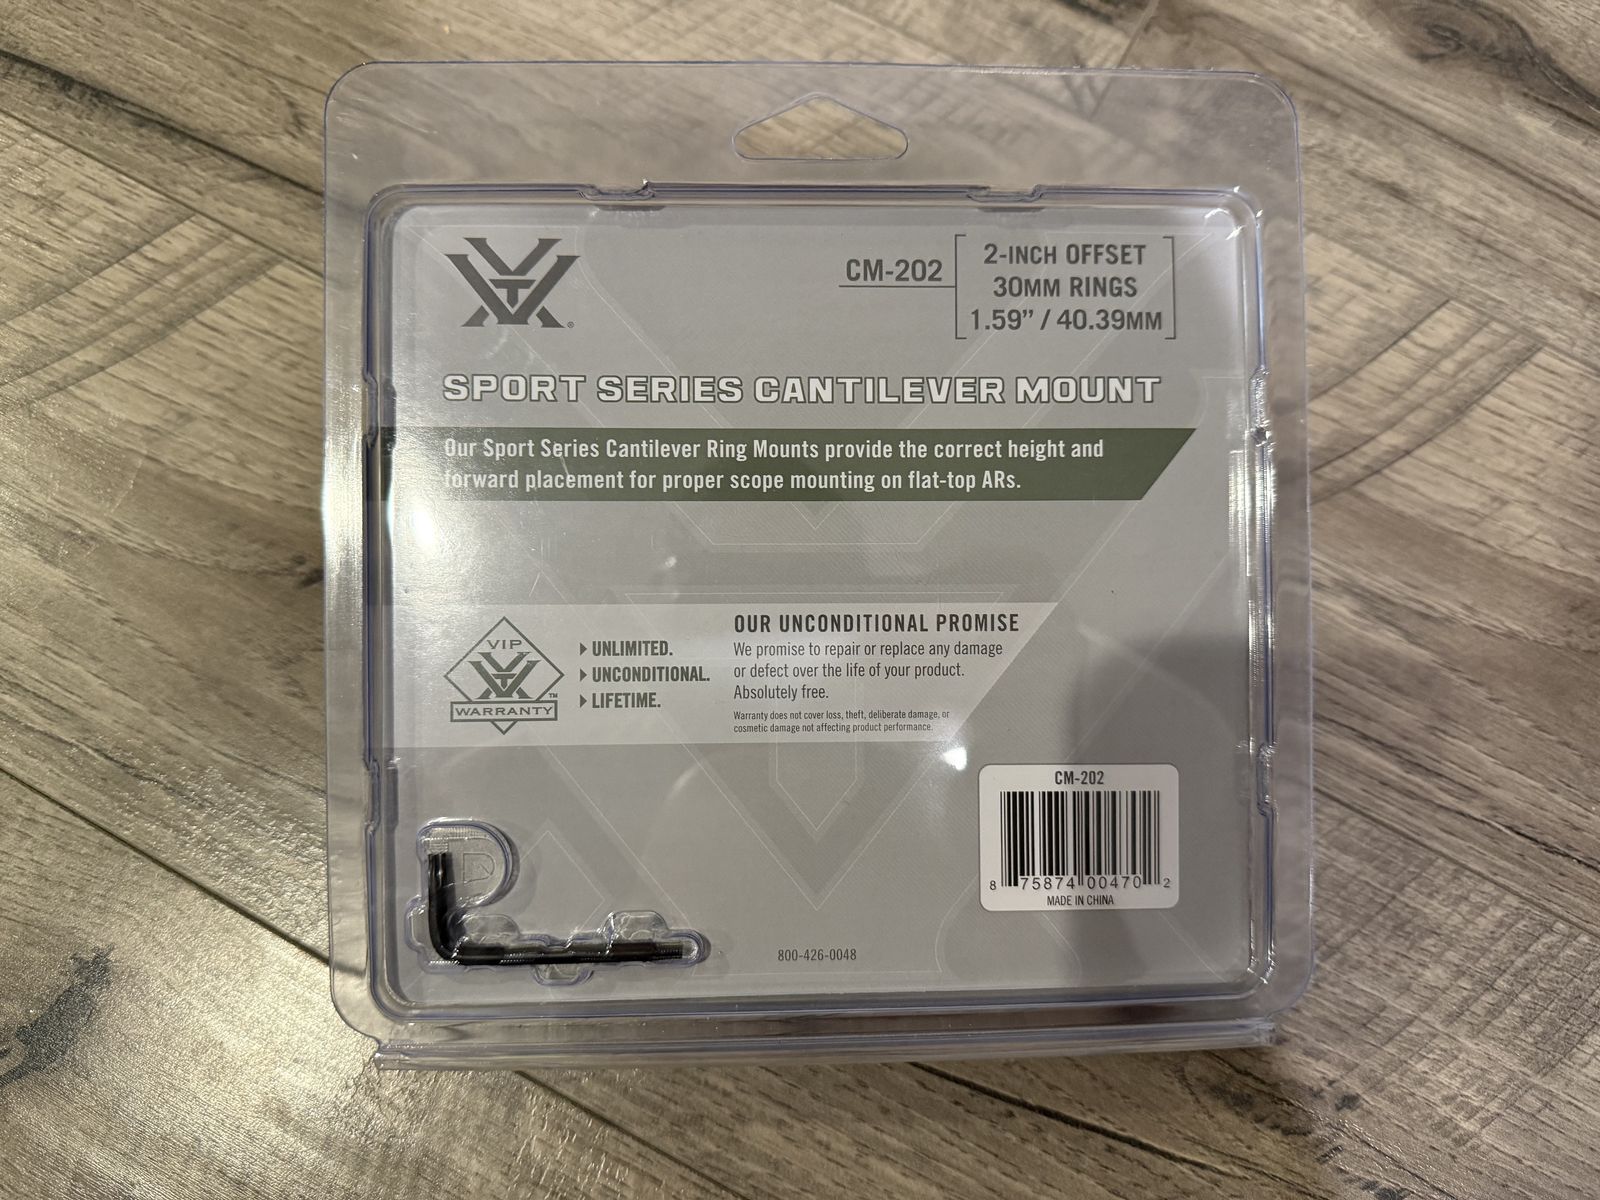 CM-202
2-INCH OFFSET
30MM RINGS
1.59” / 40.39MM
SPORT SERIES CANTILEVER MOUNT
Our Sport Series Cantilever Ring Mounts provide the correct height and
forward placement for proper scope mounting on flat-top ARs.
VIP
WARRANTY
TM
UNLIMITED.
UNCONDITIONAL.
LIFETIME.
OUR UNCONDITIONAL PROMISE
We promise to repair or replace any damage
or defect over the life of your product.
Absolutely free.
Warranty does not cover loss, theft, deliberate damage, or
cosmetic damage not affecting product performance.
CM-202
8 75874 00470 2
MADE IN CHINA
800-426-0048